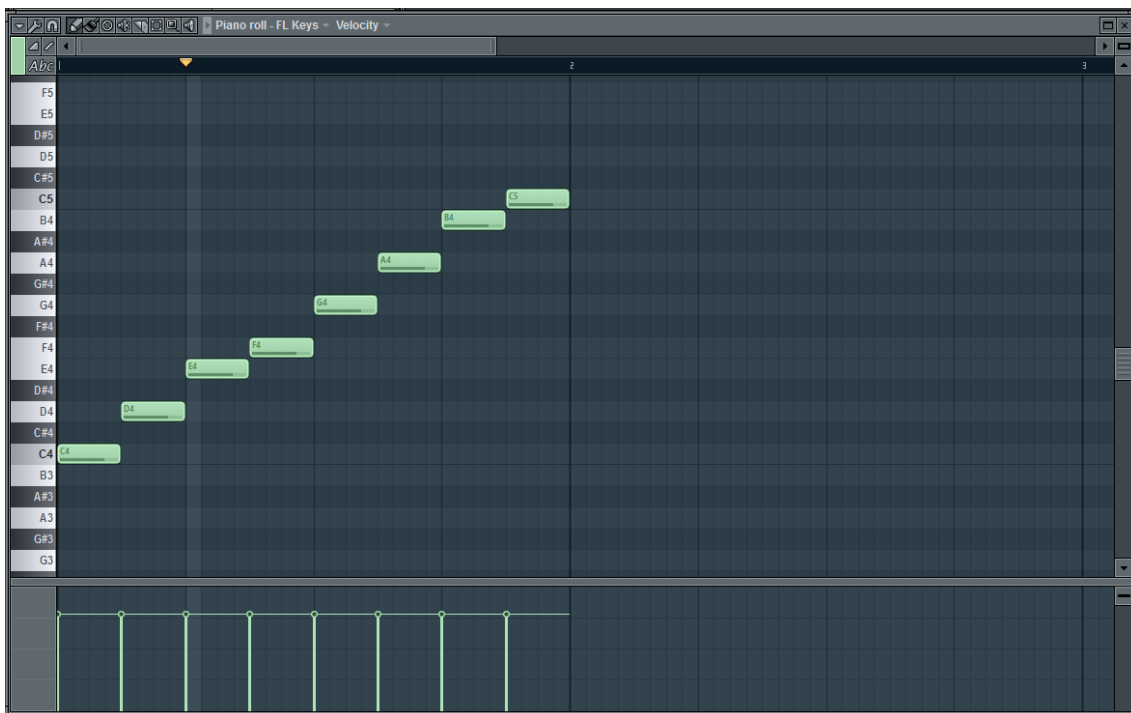 Piano roll - FL Keys Velocity
Abc 2 3
F5
E5
D#5
D5
C#5
C5 C5
B4 B4
A#4
A4 A4
G#4
G4 G4
F#4
F4 F4
E4 E4
D#4
D4 D4
C#4
C4 C4
B3
A#3
A3
G#3
G3